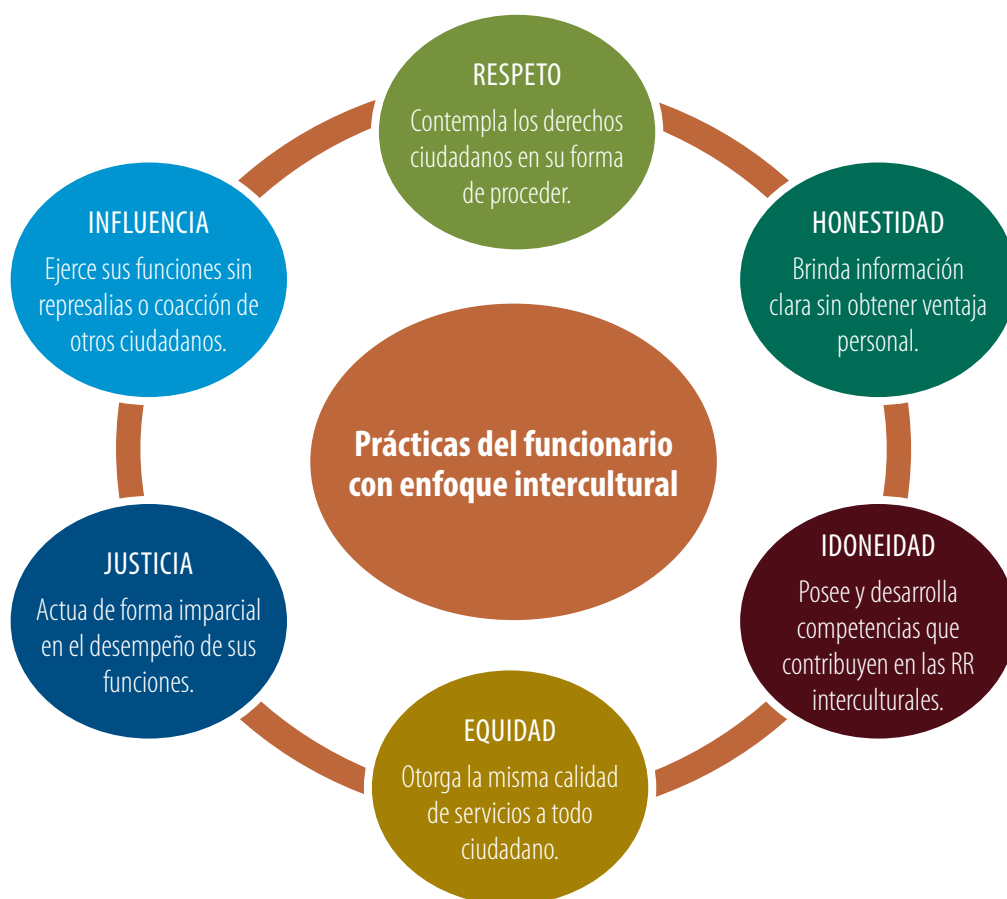 RESPETO
Contempla los derechos
ciudadanos en su forma
de proceder.
HONESTIDAD
Brinda información
clara sin obtener ventaja
personal.
IDONEIDAD
Posee y desarrolla
competencias que
contribuyen en las RR
interculturales.
EQUIDAD
Otorga la misma calidad
de servicios a todo
ciudadano.
JUSTICIA
Actua de forma imparcial
en el desempeño de sus
funciones.
INFLUENCIA
Ejerce sus funciones sin
represalias o coacción de
otros ciudadanos.
Prácticas del funcionario
con enfoque intercultural